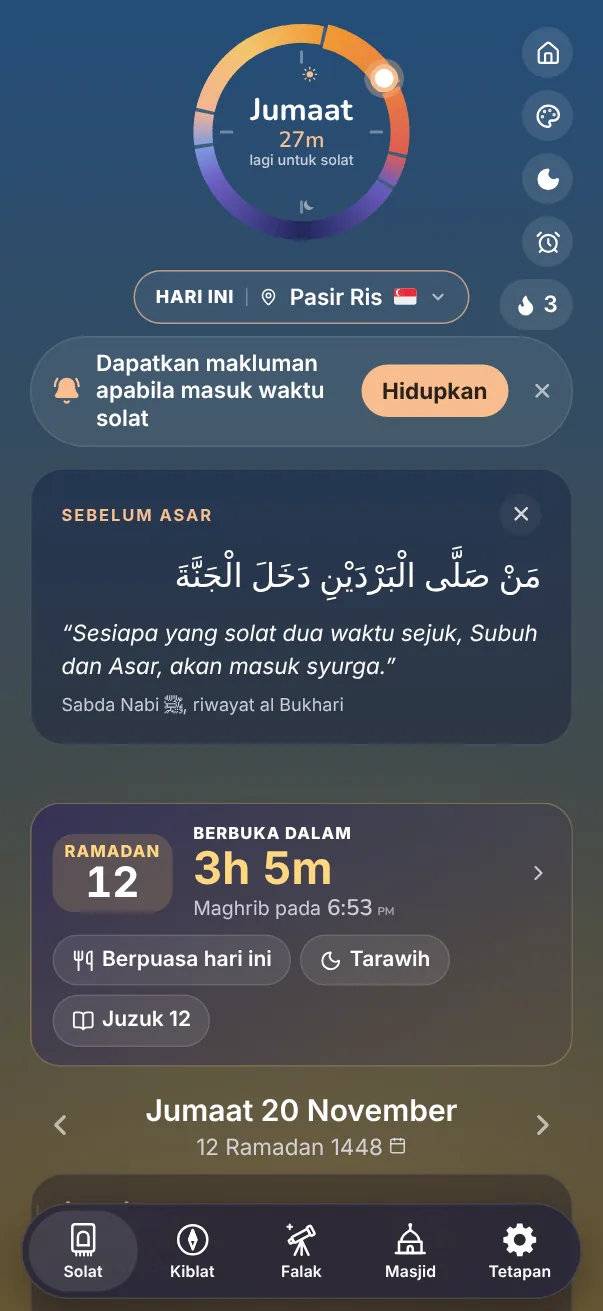 Jumaat
27m
lagi untuk solat
HARI INI
Pasir Ris
3
Dapatkan makluman
apabila masuk waktu
solat
Hidupkan
SEBELUM ASAR
مَنْ صَلَّى الْبَرْدَيْنِ دَخَلَ الْجَنَّةَ
“Sesiapa yang solat dua waktu sejuk, Subuh
dan Asar, akan masuk syurga.”
Sabda Nabi ﷺ, riwayat al Bukhari
RAMADAN
12
BERBUKA DALAM
3h 5m
Maghrib pada 6:53 PM
Berpuasa hari ini
Tarawih
Juzuk 12
Jumaat 20 November
12 Ramadan 1448
Solat
Kiblat
Falak
Masjid
Tetapan